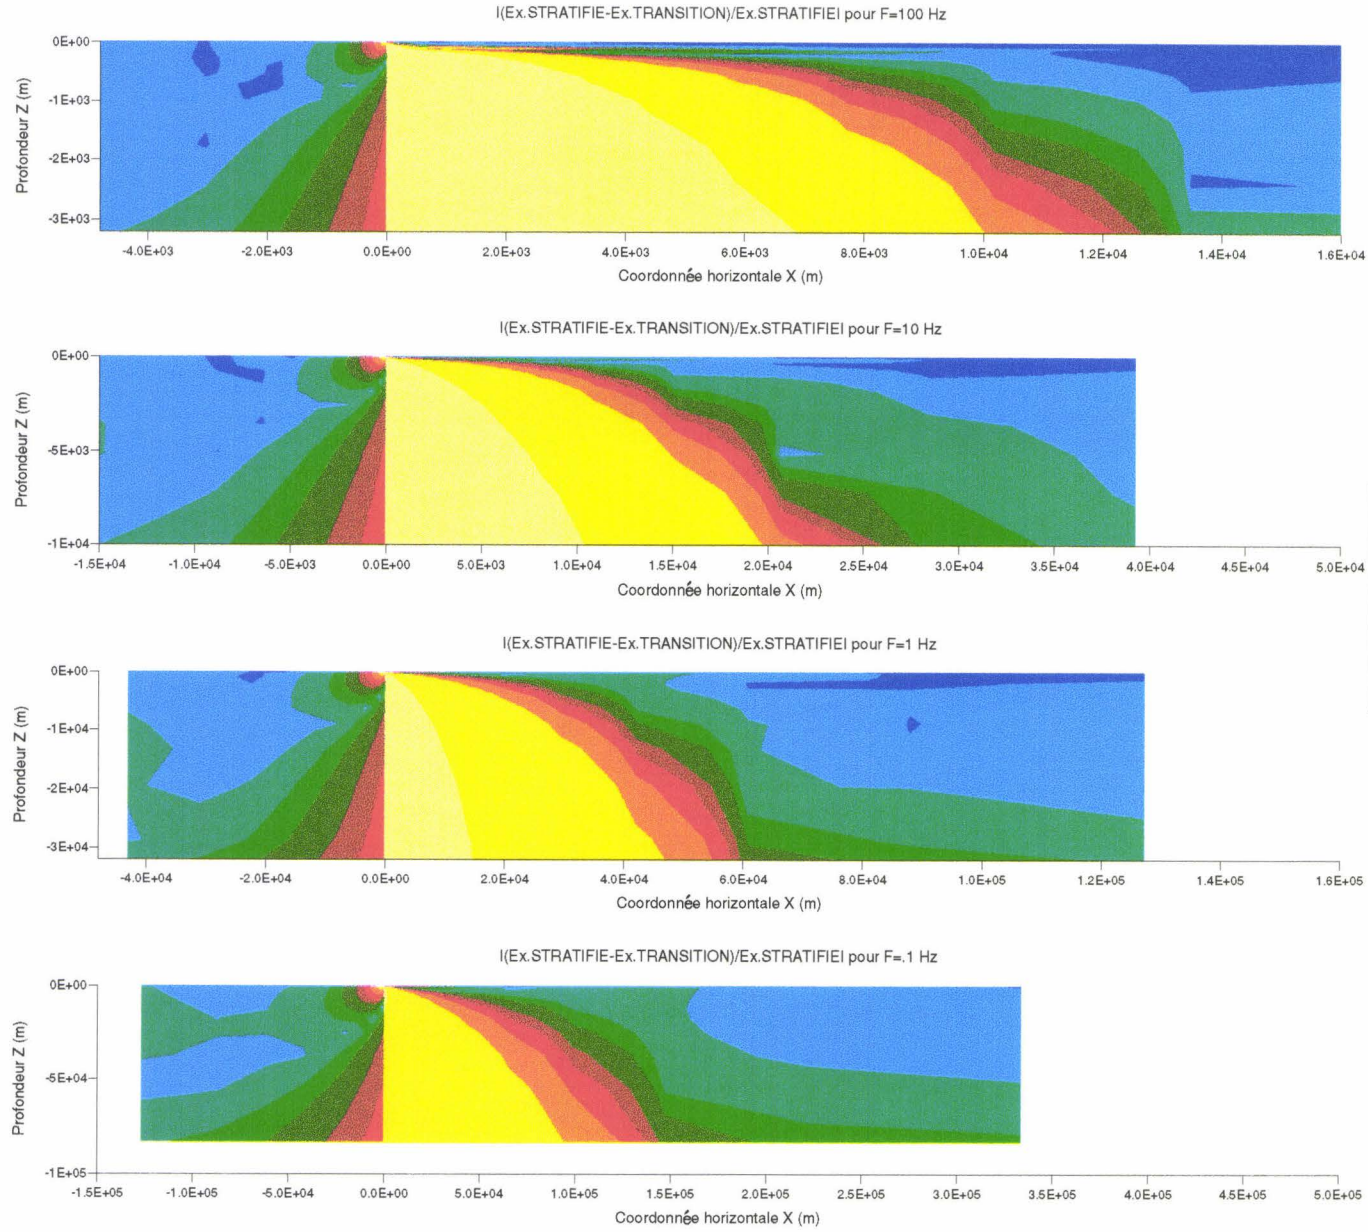 I(Ex.STRATIFIE-Ex.TRANSITION)/Ex.STRATIFIEI pour F=100 Hz
0E+00
-1E+03
-2E+03
-3E+03
Profondeur Z (m)
-4.0E+03 -2.0E+03 0.0E+00 2.0E+03 4.0E+03 6.0E+03 8.0E+03 1.0E+04 1.2E+04 1.4E+04 1.6E+04
Coordonnée horizontale X (m)
I(Ex.STRATIFIE-Ex.TRANSITION)/Ex.STRATIFIEI pour F=10 Hz
0E+00
-5E+03
-1E+04
Profondeur Z (m)
-1.5E+04 -1.0E+04 -5.0E+03 0.0E+00 5.0E+03 1.0E+04 1.5E+04 2.0E+04 2.5E+04 3.0E+04 3.5E+04 4.0E+04 4.5E+04 5.0E+04
Coordonnée horizontale X (m)
I(Ex.STRATIFIE-Ex.TRANSITION)/Ex.STRATIFIEI pour F=1 Hz
0E+00
-1E+04
-2E+04
-3E+04
Profondeur Z (m)
-4.0E+04 -2.0E+04 0.0E+00 2.0E+04 4.0E+04 6.0E+04 8.0E+04 1.0E+05 1.2E+05 1.4E+05 1.6E+05
Coordonnée horizontale X (m)
I(Ex.STRATIFIE-Ex.TRANSITION)/Ex.STRATIFIEI pour F=.1 Hz
0E+00
-5E+04
-1E+05
Profondeur Z (m)
-1.5E+05 -1.0E+05 -5.0E+04 0.0E+00 5.0E+04 1.0E+05 1.5E+05 2.0E+05 2.5E+05 3.0E+05 3.5E+05 4.0E+05 4.5E+05 5.0E+05
Coordonnée horizontale X (m)